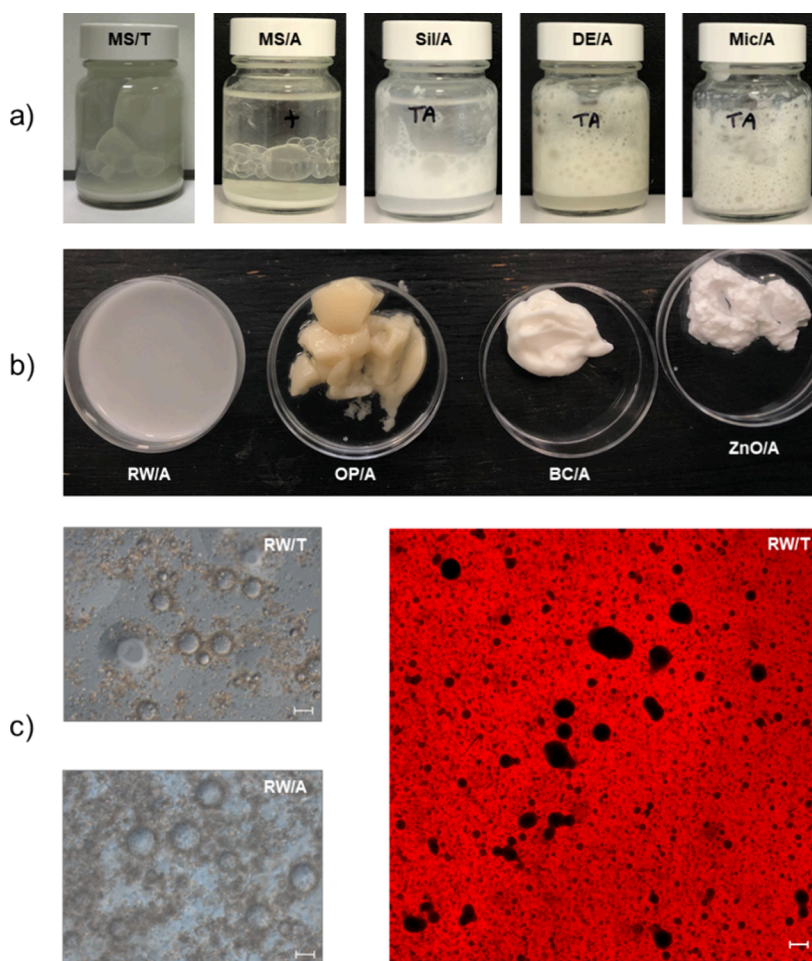 MS/T MS/A Sil/A DE/A Mic/A
a)
+ TA TA TA
b)
RW/A OP/A BC/A ZnO/A
c)
RW/T RW/T
RW/A